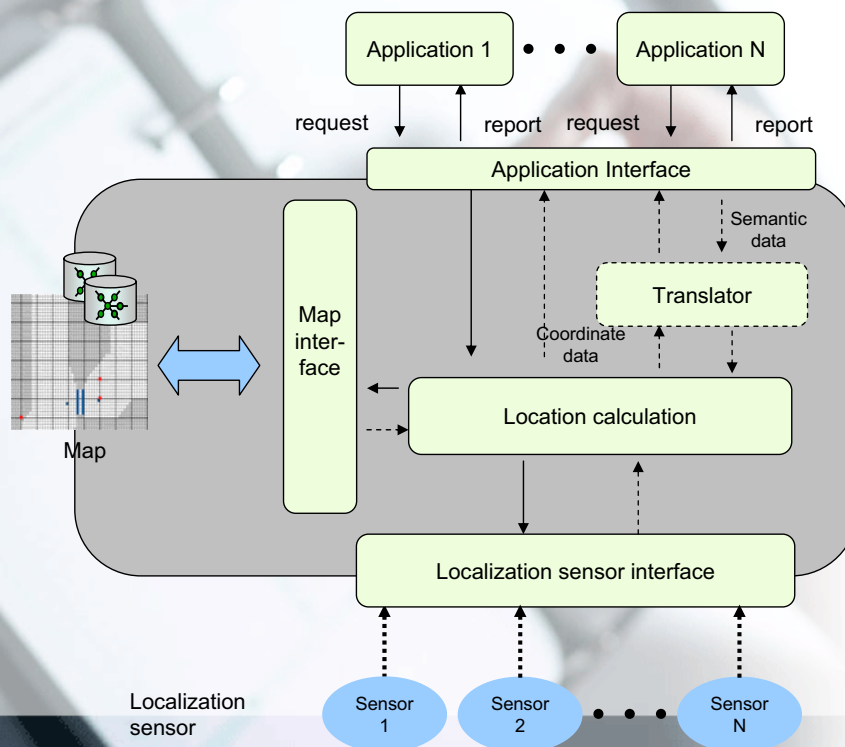 Application 1
Application N
request
report
request
report
Application Interface
Semantic
data
Translator
Map
inter-
face
Coordinate
data
Location calculation
Map
Localization sensor interface
Localization
sensor
Sensor
1
Sensor
2
Sensor
N